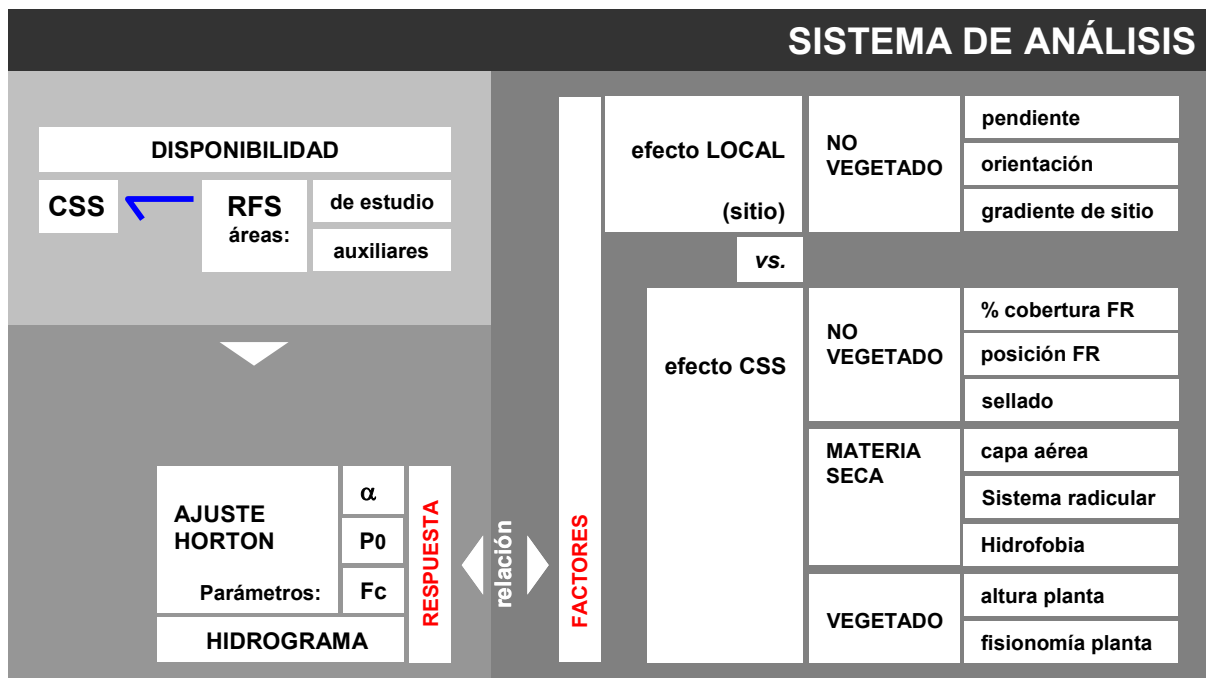 SISTEMA DE ANÁLISIS
DISPONIBILIDAD
CSS
RFS
áreas:
de estudio
auxiliares
AJUSTE
HORTON
Parámetros:
α
P0
Fc
HIDROGRAMA
RESPUESTA
relación
FACTORES
efecto LOCAL
(sitio)
NO
VEGETADO
pendiente
orientación
gradiente de sitio
vs.
efecto CSS
NO
VEGETADO
% cobertura FR
posición FR
sellado
MATERIA
SECA
capa aérea
Sistema radicular
Hidrofobia
VEGETADO
altura planta
fisionomía planta